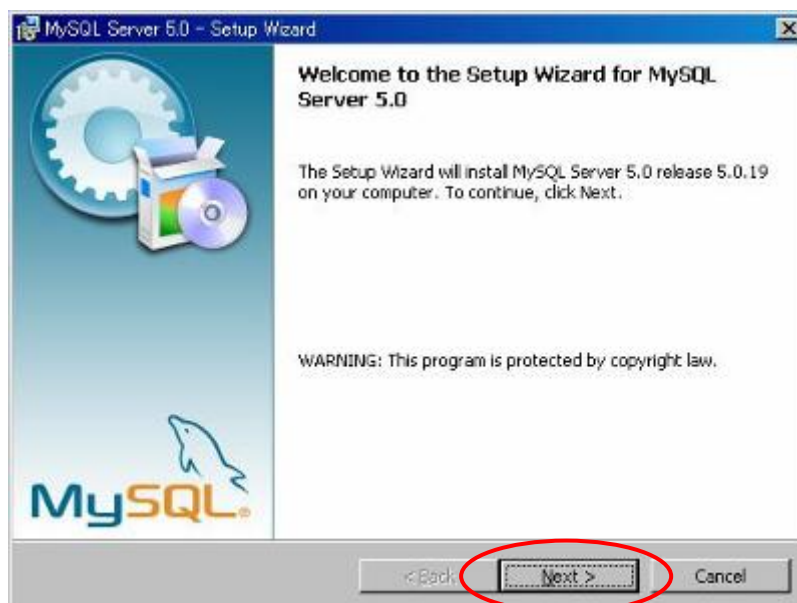 MySQL Server 5.0 - Setup Wizard
Welcome to the Setup Wizard for MySQL
Server 5.0
The Setup Wizard will install MySQL Server 5.0 release 5.0.19
on your computer. To continue, click Next.
WARNING: This program is protected by copyright law.
MySQL®
< Back
Next >
Cancel